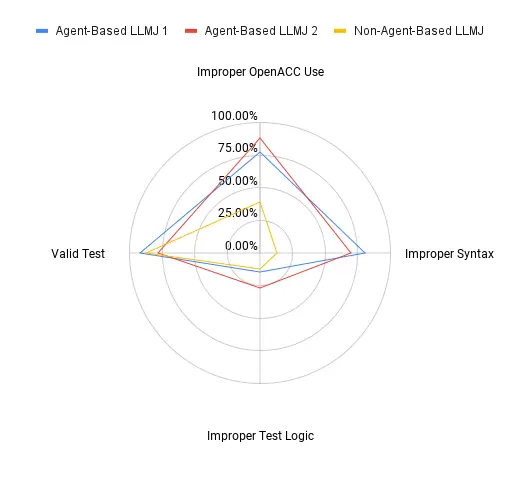 Agent-Based LLMJ 1 Agent-Based LLMJ 2 Non-Agent-Based LLMJ
Improper OpenACC Use
100.00%
75.00%
50.00%
25.00%
0.00%
Valid Test Improper Syntax
Improper Test Logic